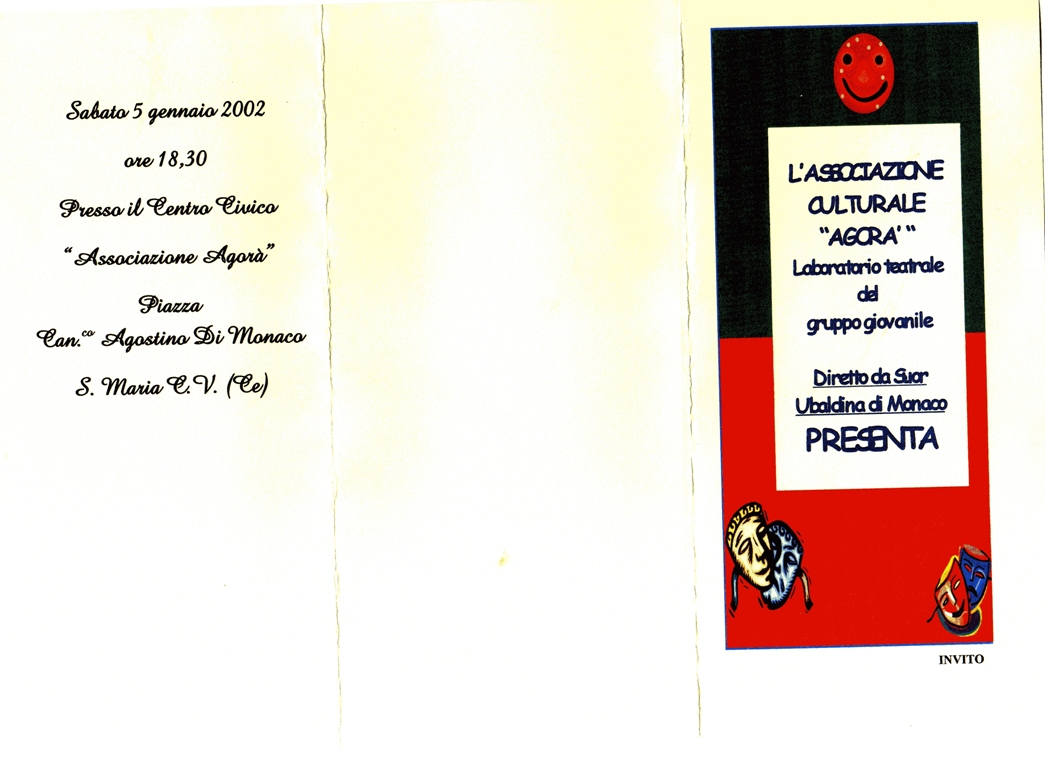 Sabato 5 gennaio 2002
ore 18,30
Presso il Centro Civico
“Associazione Agorà”
Piazza
Can.co Agostino Di Monaco
S. Maria C.V. (Ce)
L'ASSOCIAZIONE
CULTURALE
“AGORA' “
Laboratorio teatrale
del
gruppo giovanile
Diretto da Suor
Ubaldina di Monaco
PRESENTA
INVITO